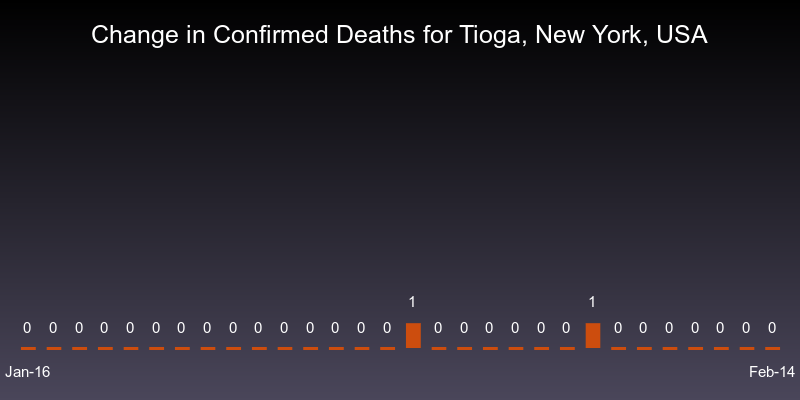 Change in Confirmed Deaths for Tioga, New York, USA
1 1
0 0 0 0 0 0 0 0 0 0 0 0 0 0 0 0 0 0 0 0 0 0 0 0 0 0 0 0
Jan-16 Feb-14